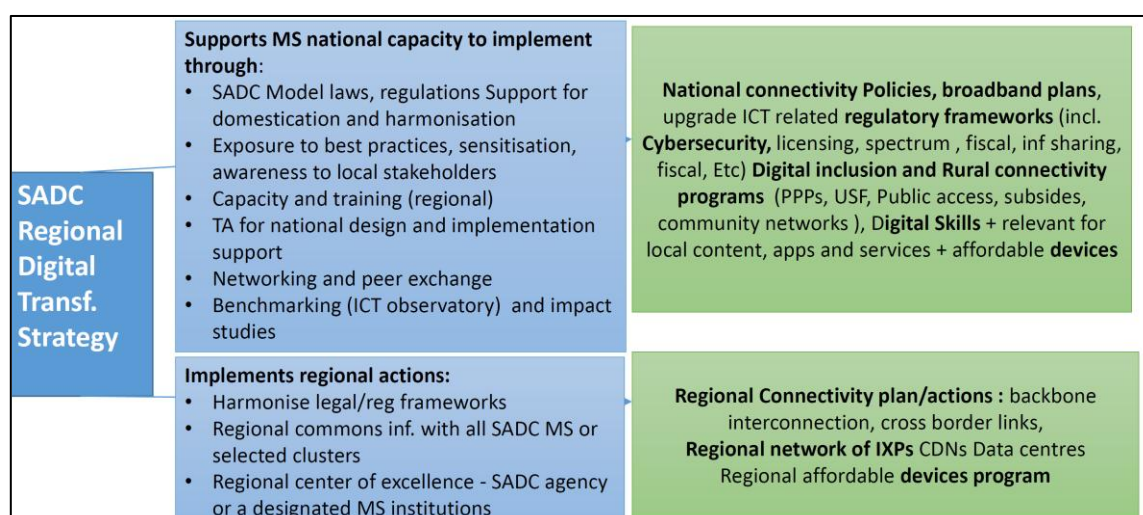 SADC
Regional
Digital
Transf.
Strategy
Supports MS national capacity to implement
through:
• SADC Model laws, regulations Support for
domestication and harmonisation
• Exposure to best practices, sensitisation,
awareness to local stakeholders
• Capacity and training (regional)
• TA for national design and implementation
support
• Networking and peer exchange
• Benchmarking (ICT observatory) and impact
studies
National connectivity Policies, broadband plans,
upgrade ICT related regulatory frameworks (incl.
Cybersecurity, licensing, spectrum , fiscal, inf sharing,
fiscal, Etc) Digital inclusion and Rural connectivity
programs (PPPs, USF, Public access, subsides,
community networks ), Digital Skills + relevant for
local content, apps and services + affordable devices
Implements regional actions:
• Harmonise legal/reg frameworks
• Regional commons inf. with all SADC MS or
selected clusters
• Regional center of excellence - SADC agency
or a designated MS institutions
Regional Connectivity plan/actions : backbone
interconnection, cross border links,
Regional network of IXPs CDNs Data centres
Regional affordable devices program